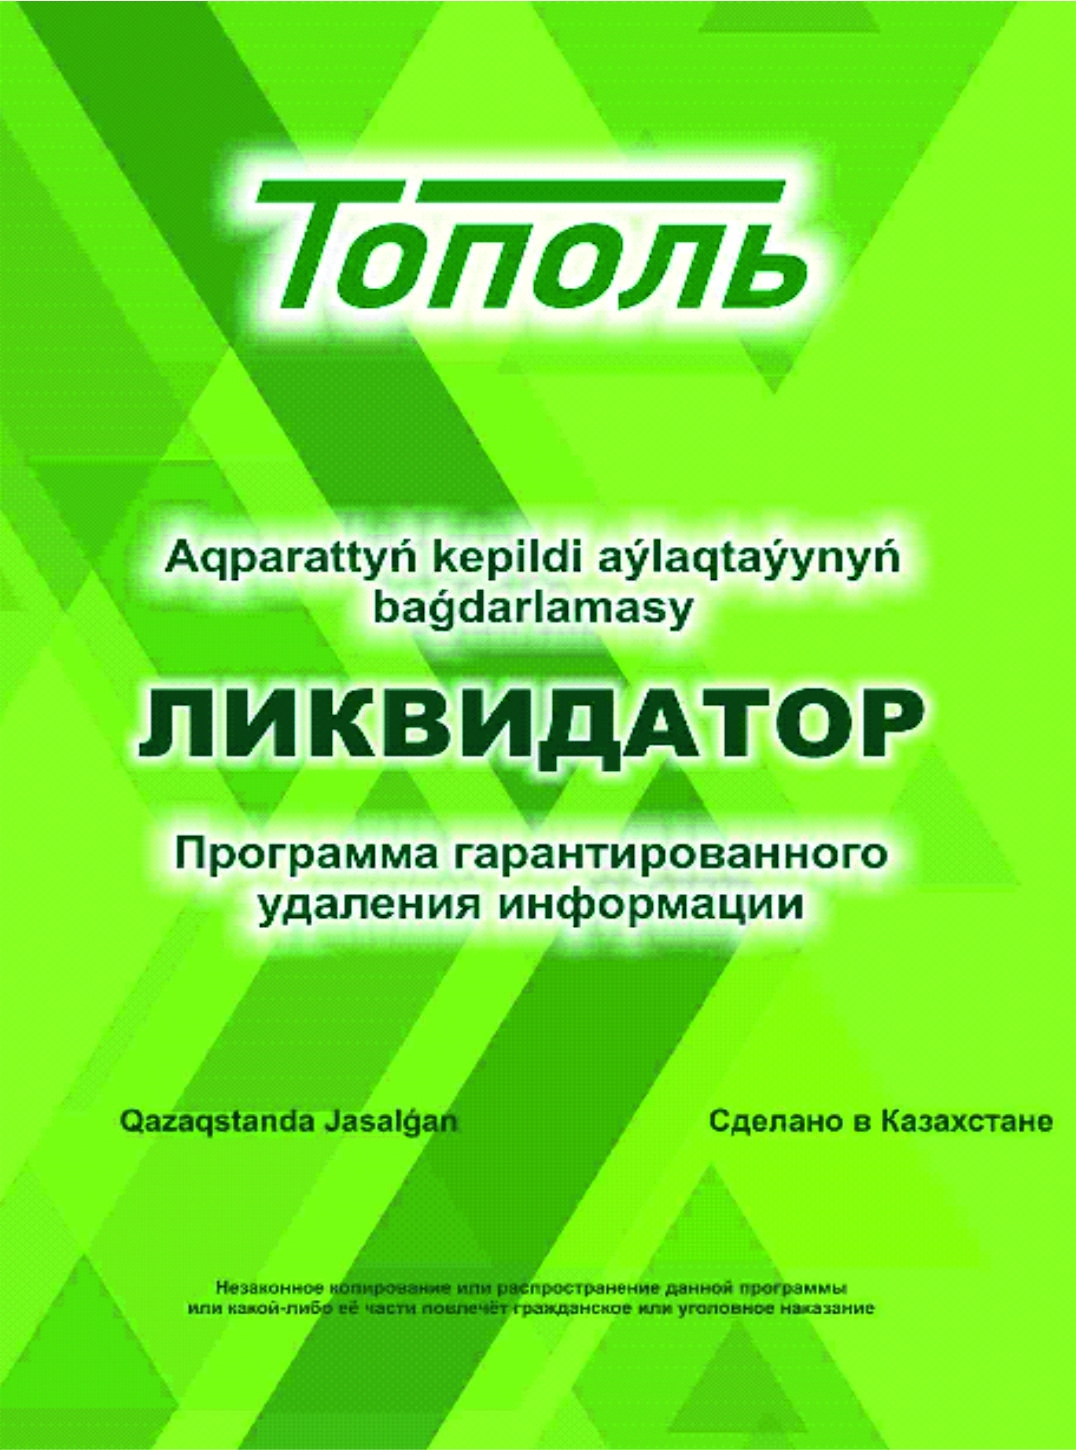 Тополь
Aqparattyń kepildi aýlaqtaýynyń
baǵdarlamasy
ЛИКВИДАТОР
Программа гарантированного
удаления информации
Qazaqstanda Jasalǵan
Сделано в Казахстане
Незаконное копирование или распространение данной программы
или какой-либо её части повлечёт гражданское или уголовное наказание